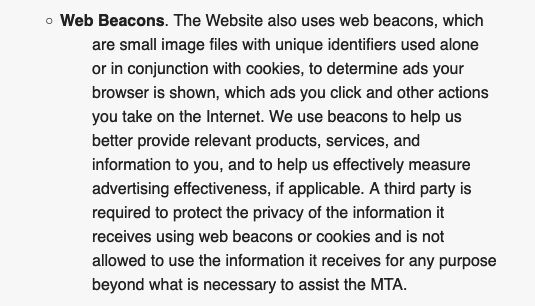 Web Beacons. The Website also uses web beacons, which
are small image files with unique identifiers used alone
or in conjunction with cookies, to determine ads your
browser is shown, which ads you click and other actions
you take on the Internet. We use beacons to help us
better provide relevant products, services, and
information to you, and to help us effectively measure
advertising effectiveness, if applicable. A third party is
required to protect the privacy of the information it
receives using web beacons or cookies and is not
allowed to use the information it receives for any purpose
beyond what is necessary to assist the MTA.